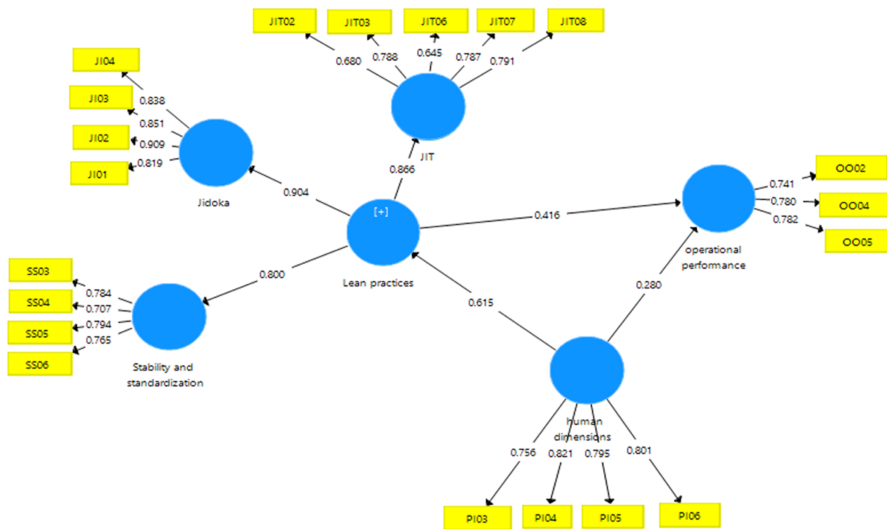 JIT02
JIT03
JIT06
JIT07
JIT08
0.680
0.788
0.645
0.787
0.791
JIT
JI04
JI03
JI02
JI01
0.838
0.851
0.909
0.819
Jidoka
0.866
0.904
[+]
Lean practices
0.416
OO02
OO04
OO05
0.741
0.780
0.782
operational
performance
0.800
0.615
0.280
SS03
SS04
SS05
SS06
0.784
0.707
0.794
0.765
Stability and
standardization
human
dimensions
0.756
0.821
0.795
0.801
PI03
PI04
PI05
PI06